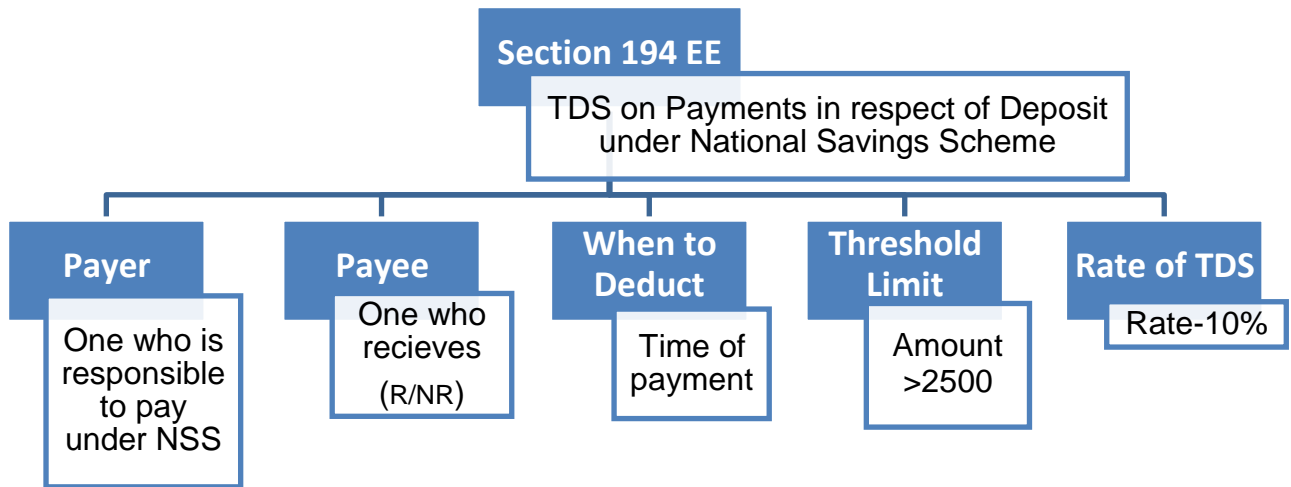 Section 194 EE
TDS on Payments in respect of Deposit
under National Savings Scheme
Payer
One who is
responsible
to pay
under NSS
Payee
One who
recieves
(R/NR)
When to
Deduct
Time of
payment
Threshold
Limit
Amount
>2500
Rate of TDS
Rate-10%